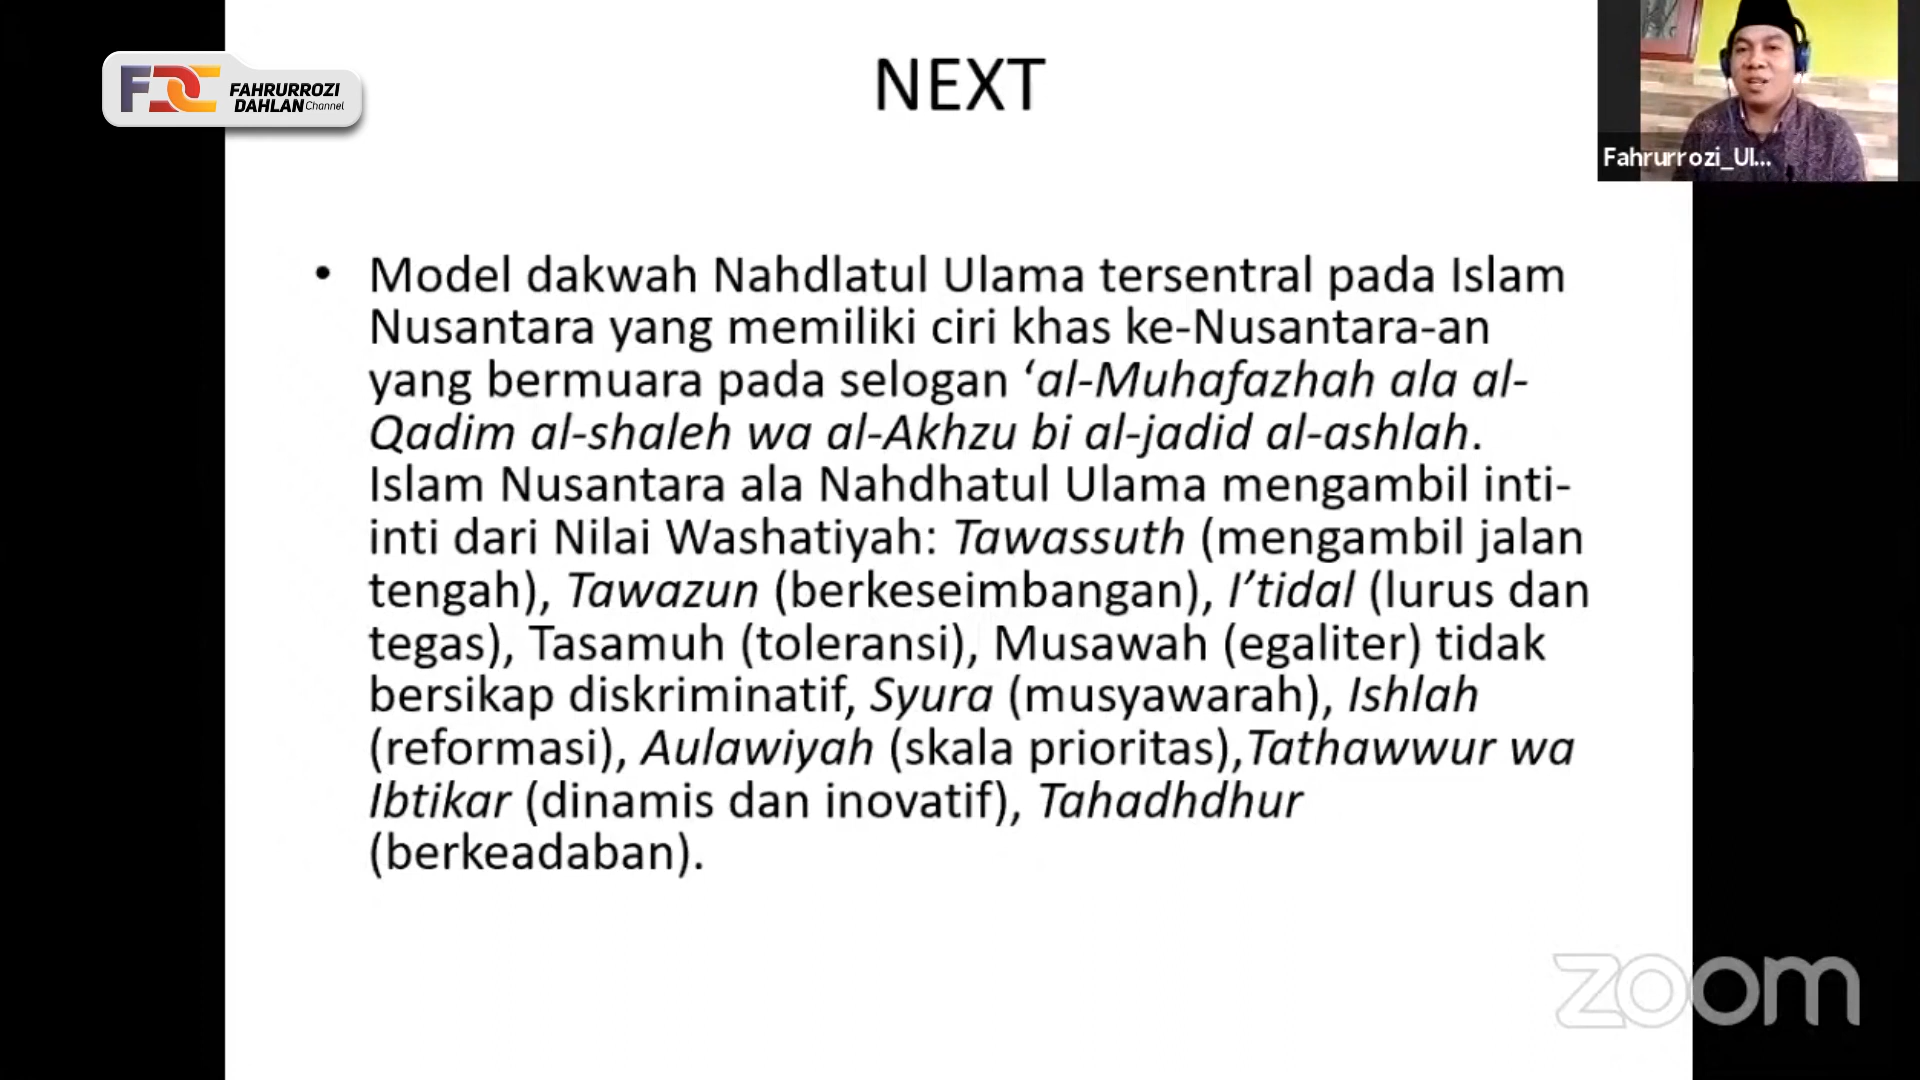 FDC
FAHRURROZI
DAHLAN Channel
NEXT
Fahrurrozi_UI...
• Model dakwah Nahdlatul Ulama tersentral pada Islam
Nusantara yang memiliki ciri khas ke-Nusantara-an
yang bermuara pada selogan ‘al-Muhafazhah ala al-
Qadim al-shaleh wa al-Akhzu bi al-jadid al-ashlah.
Islam Nusantara ala Nahdhatul Ulama mengambil inti-
inti dari Nilai Washatiyah: Tawassuth (mengambil jalan
tengah), Tawazun (berkeseimbangan), I’tidal (lurus dan
tegas), Tasamuh (toleransi), Musawah (egaliter) tidak
bersikap diskriminatif, Syura (musyawarah), Ishlah
(reformasi), Aulawiyah (skala prioritas),Tathawwur wa
Ibtikar (dinamis dan inovatif), Tahadhdhur
(berkeadaban).
zoom